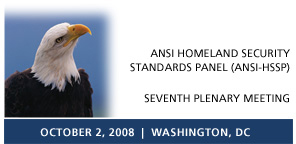 ANSI HOMELAND SECURITY
STANDARDS PANEL (ANSI-HSSP)
SEVENTH PLENARY MEETING
OCTOBER 2, 2008 | WASHINGTON, DC